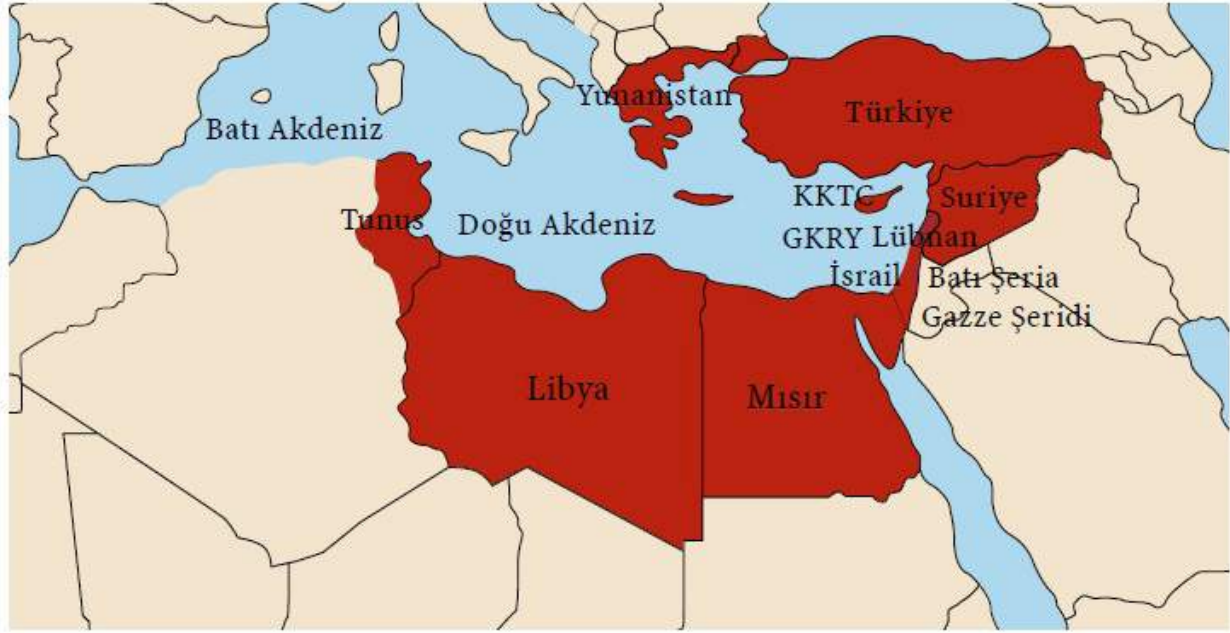 Yunanistan
Türkiye
Batı Akdeniz
KKTC
Suriye
Tunus
Doğu Akdeniz
GKRY
Lübnan
İsrail
Batı Şeria
Gazze Şeridi
Libya
Mısır